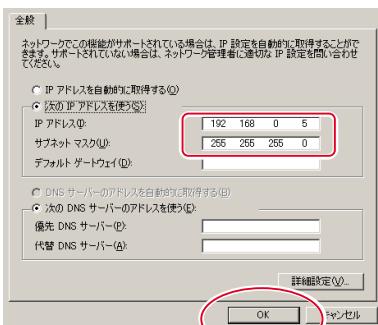 全般
ネットワークでこの機能がサポートされている場合は、IP 設定を自動的に取得することがで
きます。サポートされていない場合は、ネットワーク管理者に適切な IP 設定を問い合わせ
てください。
IP アドレスを自動的に取得する(O)
次の IP アドレスを使う(S):
IP アドレス(I): 192 168 0 5
サブネット マスク(U): 255 255 255 0
デフォルト ゲートウェイ(D):
DNS サーバーのアドレスを自動的に取得する(B)
次の DNS サーバーのアドレスを使う(E):
優先 DNS サーバー(P):
代替 DNS サーバー(A):
詳細設定(V)...
OK キャンセル